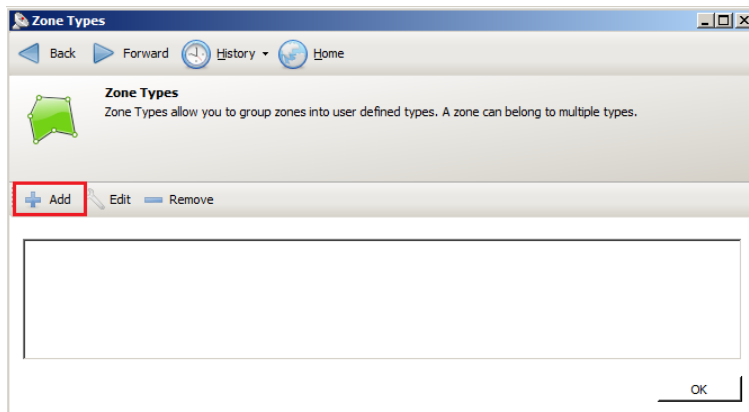 Zone Types
Back Forward History Home
Zone Types
Zone Types allow you to group zones into user defined types. A zone can belong to multiple types.
Add Edit Remove
OK